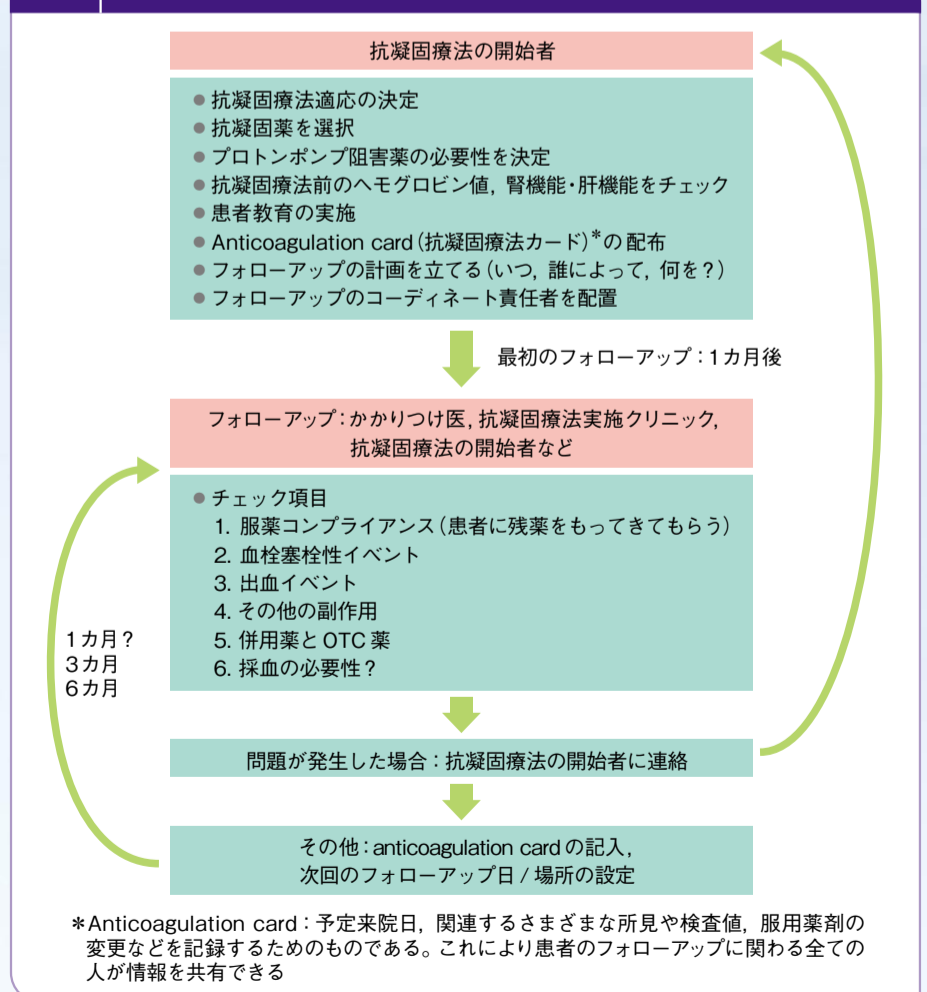 抗凝固療法の開始者
●抗凝固療法適応の決定
●抗凝固薬を選択
●プロトンポンプ阻害薬の必要性を決定
●抗凝固療法前のヘモグロビン値，腎機能・肝機能をチェック
●患者教育の実施
●Anticoagulation card（抗凝固療法カード）*の配布
●フォローアップの計画を立てる（いつ，誰によって，何を？）
●フォローアップのコーディネート責任者を配置
最初のフォローアップ：1カ月後
フォローアップ：かかりつけ医，抗凝固療法実施クリニック，
抗凝固療法の開始者など
●チェック項目
1. 服薬コンプライアンス（患者に残薬をもってきてもらう）
2. 血栓塞栓性イベント
3. 出血イベント
4. その他の副作用
5. 併用薬とOTC薬
6. 採血の必要性？
1カ月？
3カ月
6カ月
問題が発生した場合：抗凝固療法の開始者に連絡
その他：anticoagulation cardの記入，
次回のフォローアップ日/場所の設定
*Anticoagulation card：予定来院日，関連するさまざまな所見や検査値，服用薬剤の
変更などを記録するためのものである。これにより患者のフォローアップに関わる全ての
人が情報を共有できる